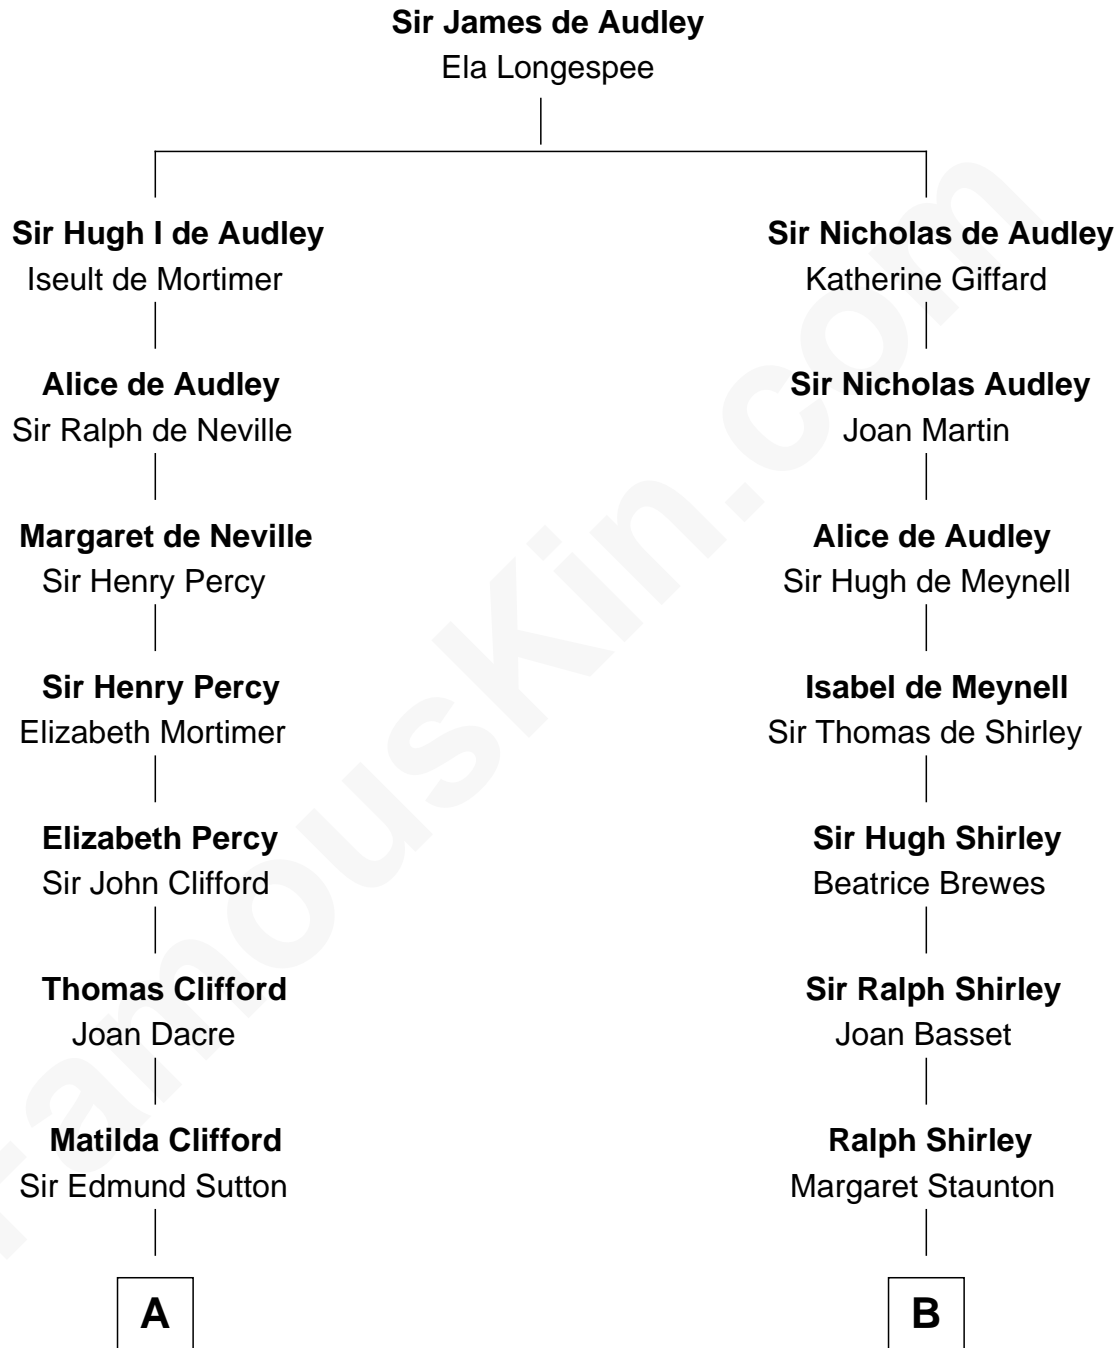 Sir James de Audley
Ela Longespee
Sir Hugh I de Audley
Iseult de Mortimer
Sir Nicholas de Audley
Katherine Giffard
Alice de Audley
Sir Ralph de Neville
Sir Nicholas Audley
Joan Martin
Margaret de Neville
Sir Henry Percy
Alice de Audley
Sir Hugh de Meynell
Sir Henry Percy
Elizabeth Mortimer
Isabel de Meynell
Sir Thomas de Shirley
Elizabeth Percy
Sir John Clifford
Sir Hugh Shirley
Beatrice Brewes
Thomas Clifford
Joan Dacre
Sir Ralph Shirley
Joan Basset
Matilda Clifford
Sir Edmund Sutton
Ralph Shirley
Margaret Staunton
A
B
FamousKin.com